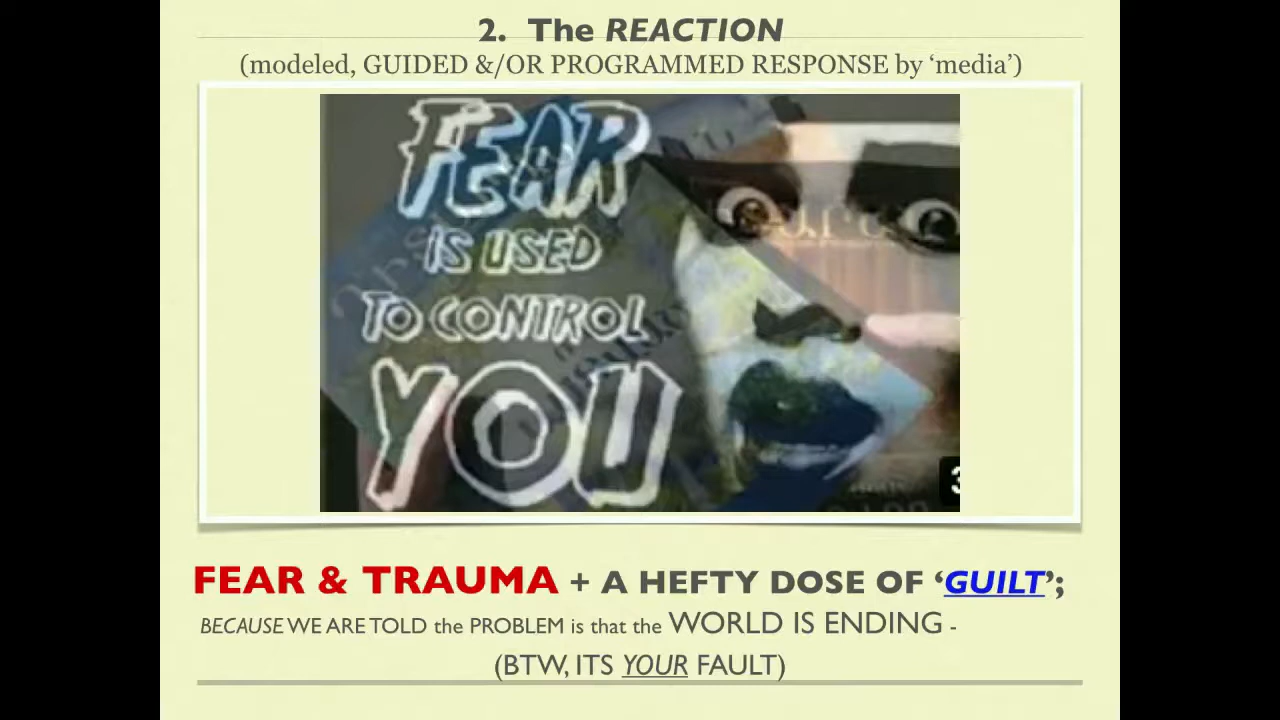 2. The REACTION
(modeled, GUIDED &/OR PROGRAMMED RESPONSE by ‘media’)
FEAR
IS USED
TO CONTROL
YOU
FEAR & TRAUMA + A HEFTY DOSE OF ‘GUILT’;
BECAUSE WE ARE TOLD the PROBLEM is that the WORLD IS ENDING -
(BTW, ITS YOUR FAULT)